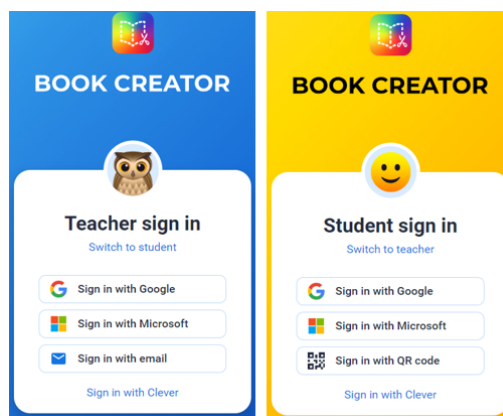 BOOK CREATOR
Teacher sign in
Switch to student
Sign in with Google
Sign in with Microsoft
Sign in with email
Sign in with Clever
BOOK CREATOR
Student sign in
Switch to teacher
Sign in with Google
Sign in with Microsoft
Sign in with QR code
Sign in with Clever